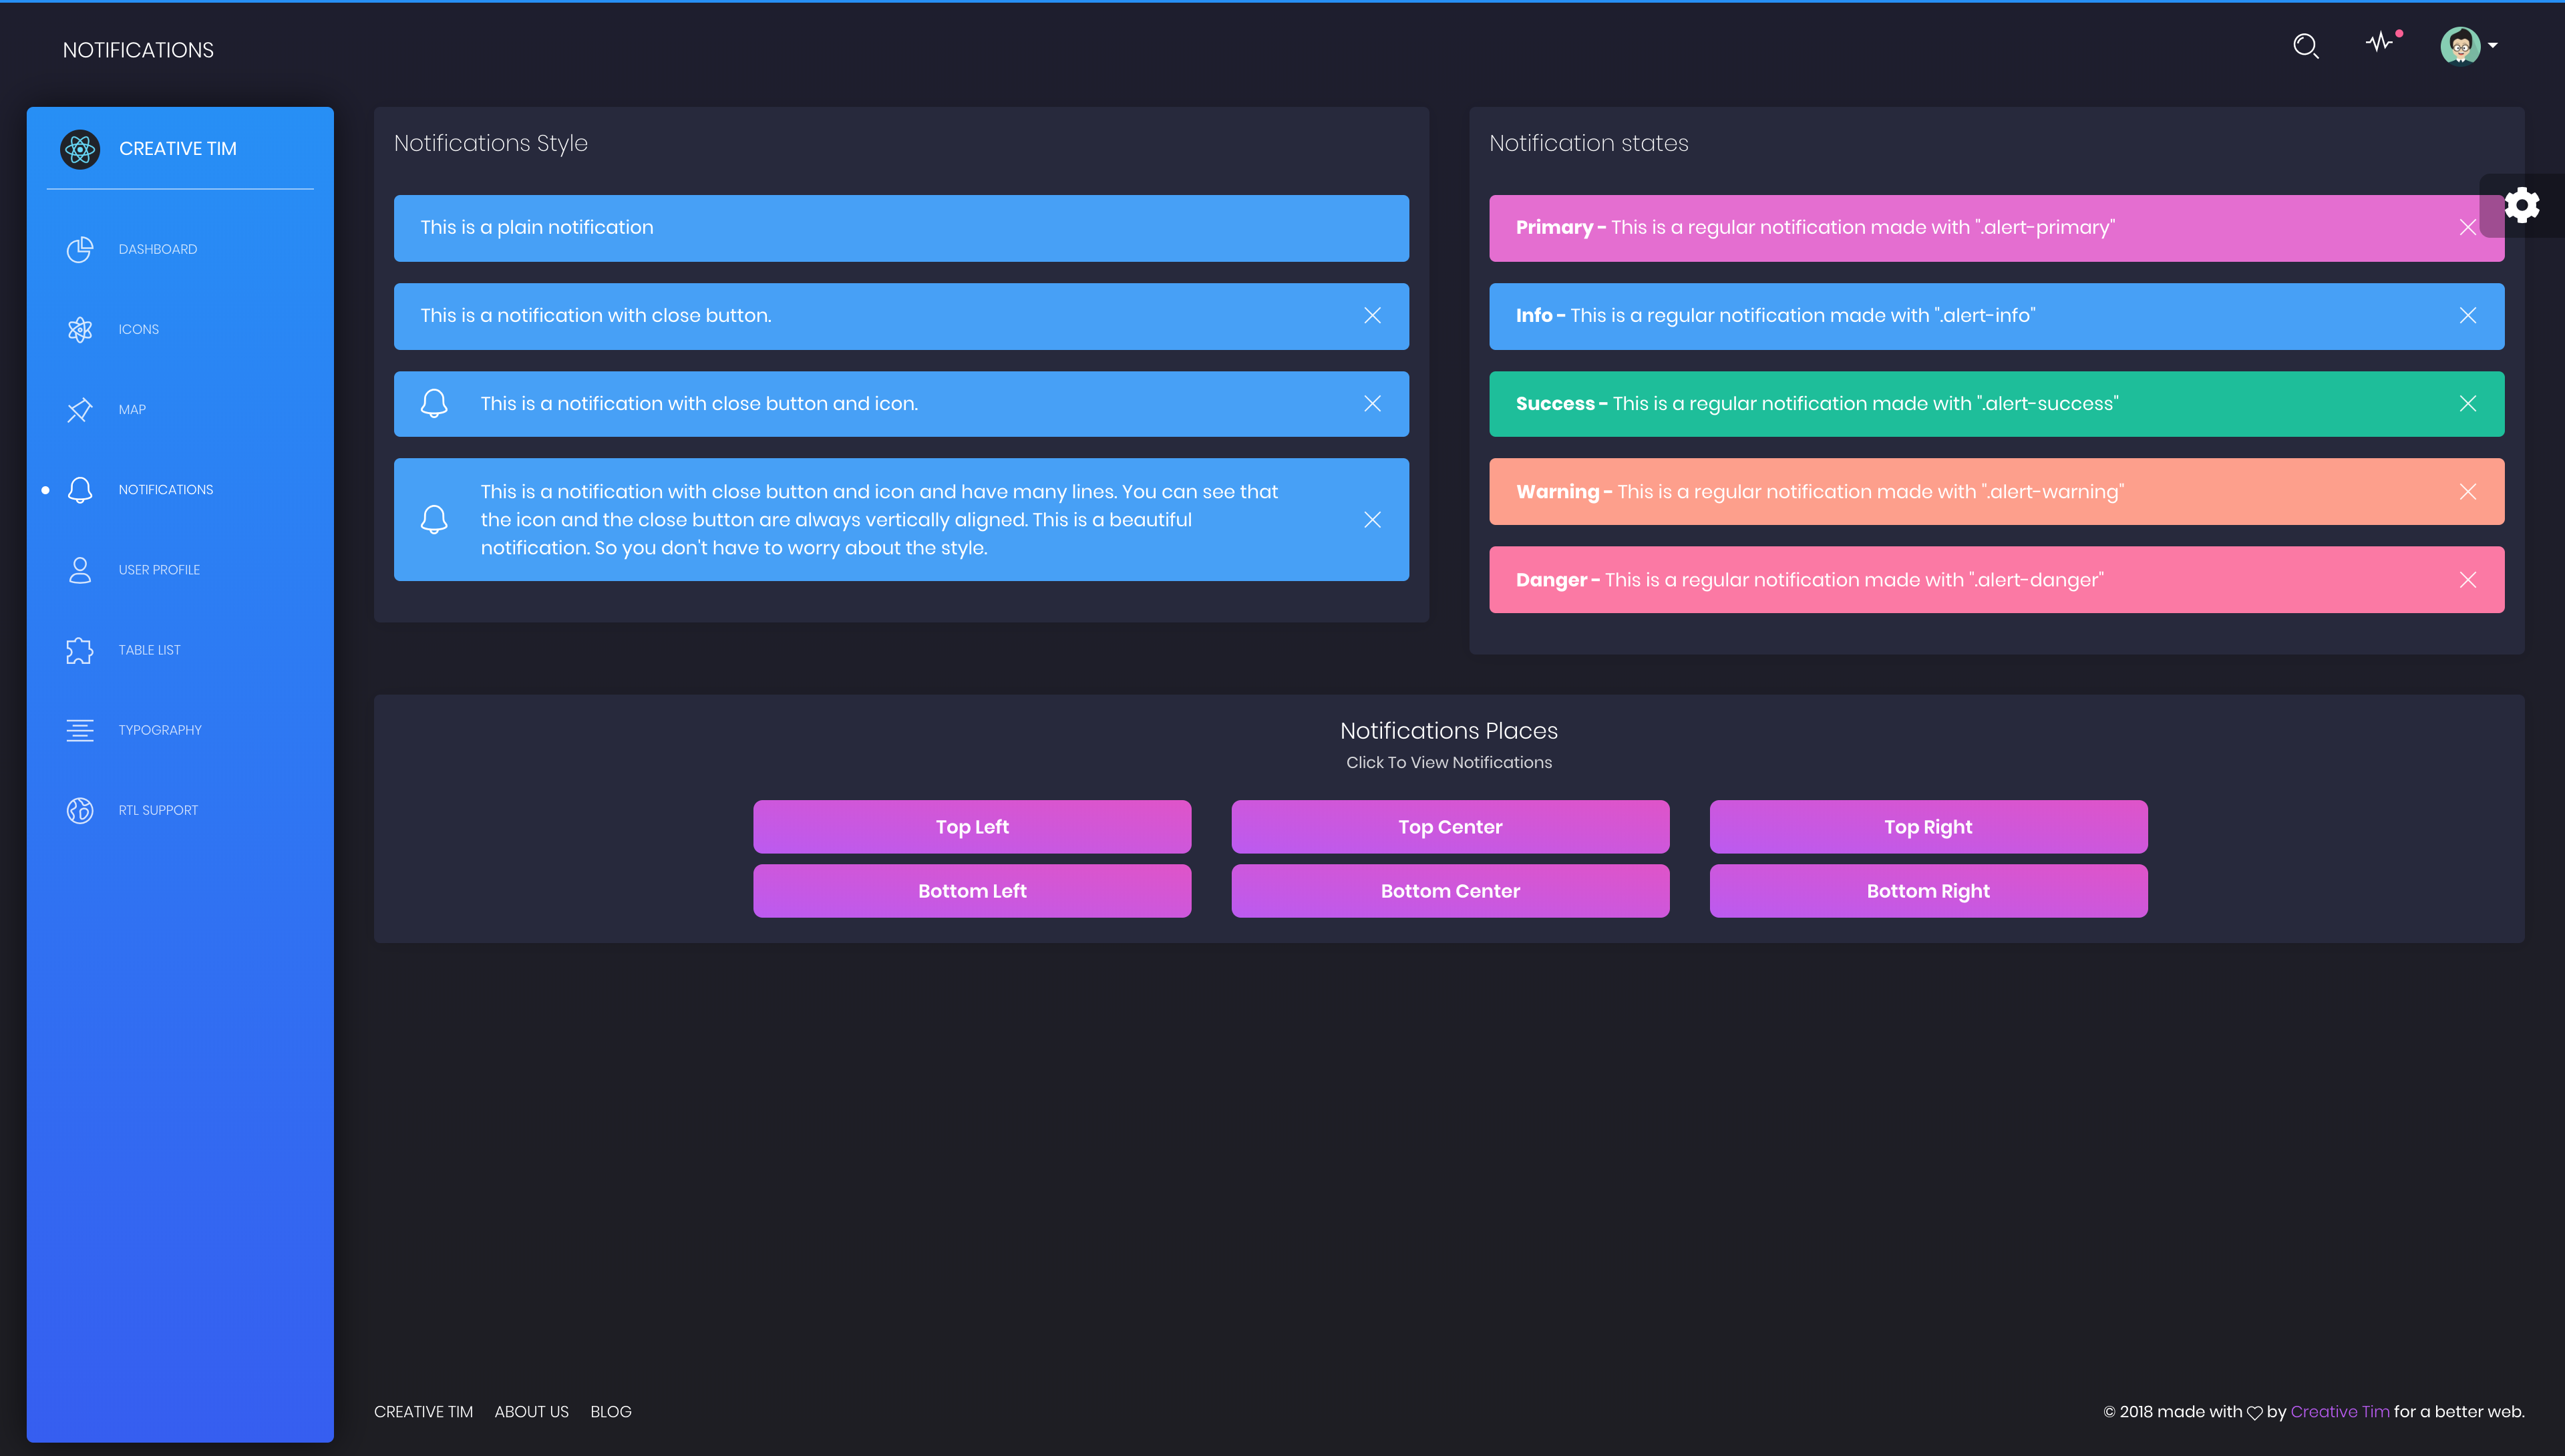 NOTIFICATIONS
CREATIVE TIM
DASHBOARD
ICONS
MAP
NOTIFICATIONS
USER PROFILE
TABLE LIST
TYPOGRAPHY
RTL SUPPORT
Notifications Style
This is a plain notification
This is a notification with close button.
This is a notification with close button and icon.
This is a notification with close button and icon and have many lines. You can see that
the icon and the close button are always vertically aligned. This is a beautiful
notification. So you don't have to worry about the style.
Notification states
Primary - This is a regular notification made with ".alert-primary"
Info - This is a regular notification made with ".alert-info"
Success - This is a regular notification made with ".alert-success"
Warning - This is a regular notification made with ".alert-warning"
Danger - This is a regular notification made with ".alert-danger"
Notifications Places
Click To View Notifications
Top Left Top Center Top Right
Bottom Left Bottom Center Bottom Right
CREATIVE TIM ABOUT US BLOG
© 2018 made with by Creative Tim for a better web.